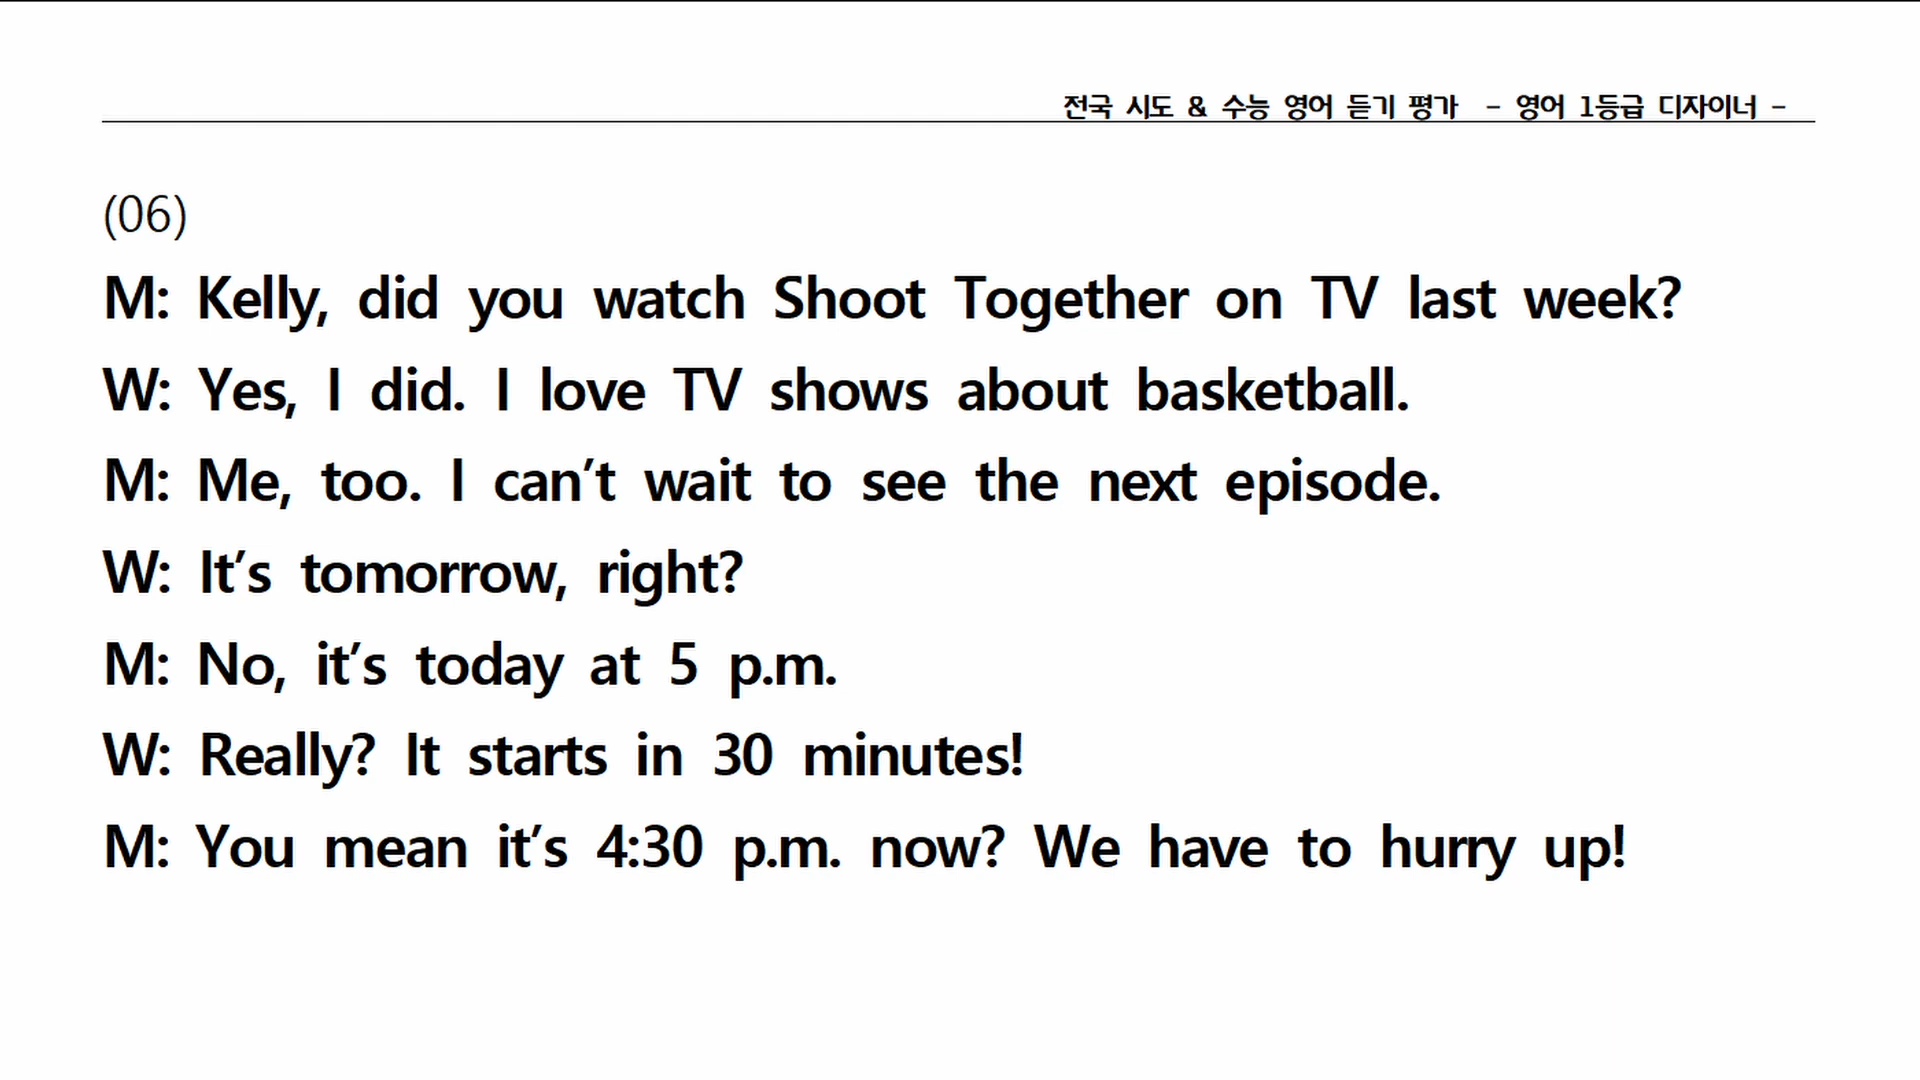 전국 시도 & 수능 영어 듣기 평가 - 영어 1등급 디자이너 -
(06)
M: Kelly, did you watch Shoot Together on TV last week?
W: Yes, I did. I love TV shows about basketball.
M: Me, too. I can’t wait to see the next episode.
W: It’s tomorrow, right?
M: No, it’s today at 5 p.m.
W: Really? It starts in 30 minutes!
M: You mean it’s 4:30 p.m. now? We have to hurry up!